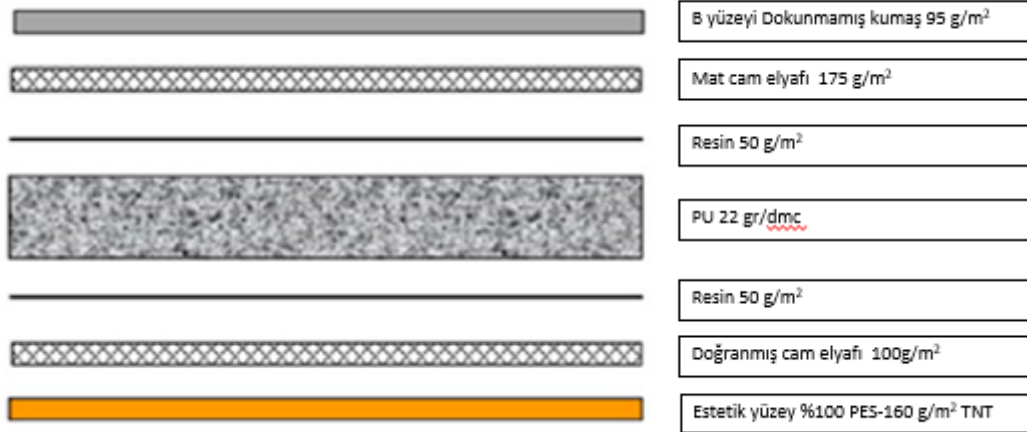 B yüzeyi Dokunmamış kumaş 95 g/m²
Mat cam elyafı 175 g/m²
Resin 50 g/m²
PU 22 gr/dmc
Resin 50 g/m²
Doğranmış cam elyafı 100g/m²
Estetik yüzey %100 PES-160 g/m² TNT